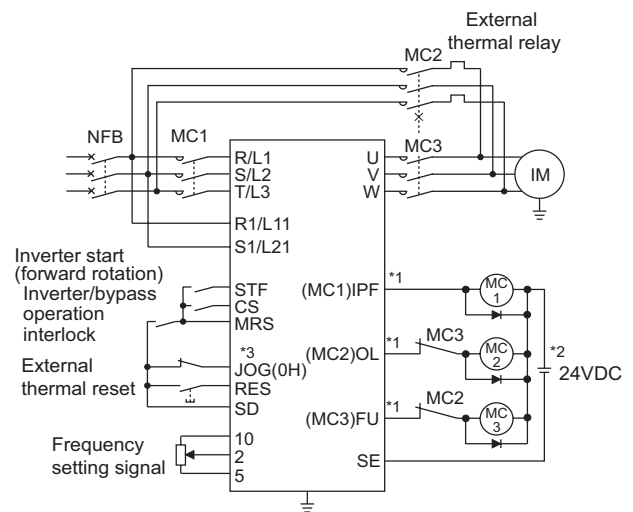 External
thermal relay
MC2
NFB
MC1
MC3
R/L1
S/L2
T/L3
R1/L11
S1/L21
U
V
W
IM
Inverter start
(forward rotation)
Inverter/bypass
operation
interlock
STF
CS
MRS
External
thermal reset
*3
JOG(0H)
RES
SD
Frequency
setting signal
10
2
5
(MC1)IPF
*1
MC
1
(MC2)OL
*1
MC3
MC
2
*2
24VDC
(MC3)FU
*1
MC2
MC
3
SE